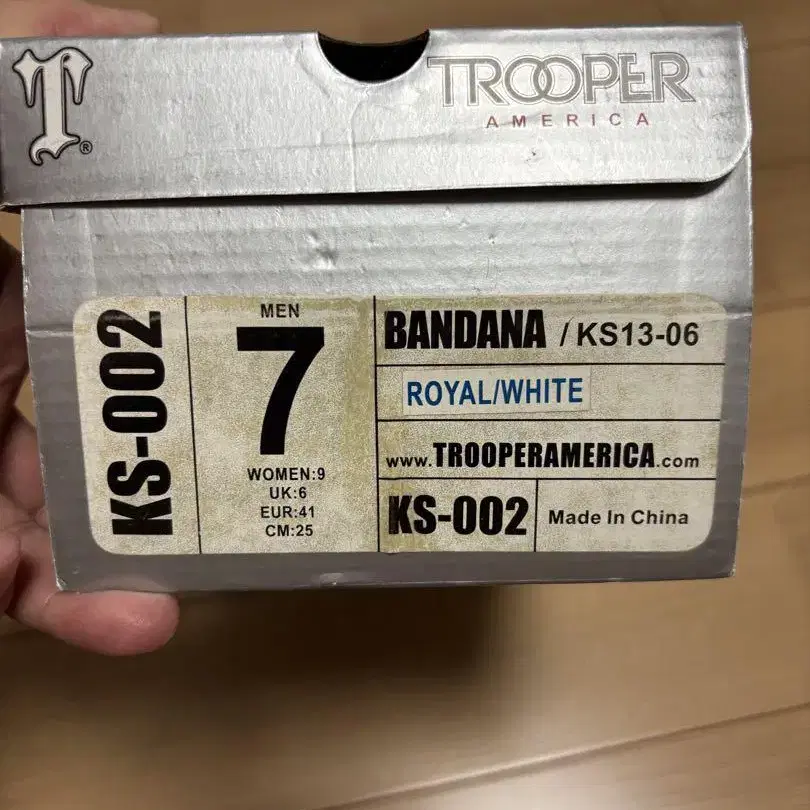 T®
TROOPER
AMERICA
KS-002
MEN
7
WOMEN:9
UK:6
EUR:41
CM:25
BANDANA / KS13-06
ROYAL/WHITE
www.TROOPERAMERICA.com
KS-002
Made In China